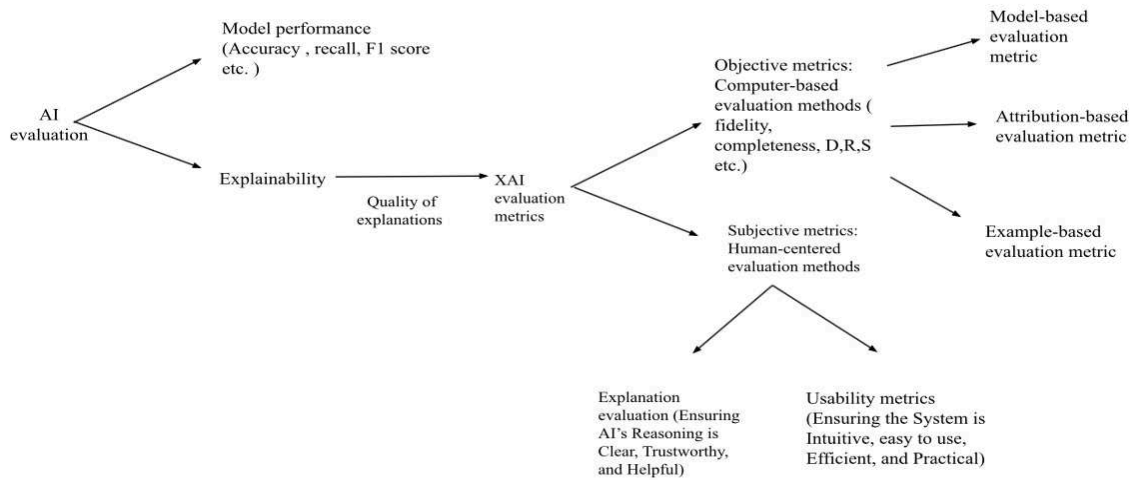 AI
evaluation
Model performance
(Accuracy , recall, F1 score
etc. )
Explainability
Quality of
explanations
XAI
evaluation
metrics
Objective metrics:
Computer-based
evaluation methods (
fidelity,
completeness, D,R,S
etc.)
Model-based
evaluation
metric
Attribution-based
evaluation metric
Example-based
evaluation metric
Subjective metrics:
Human-centered
evaluation methods
Explanation
evaluation (Ensuring
AI’s Reasoning is
Clear, Trustworthy,
and Helpful)
Usability metrics
(Ensuring the System is
Intuitive, easy to use,
Efficient, and Practical)